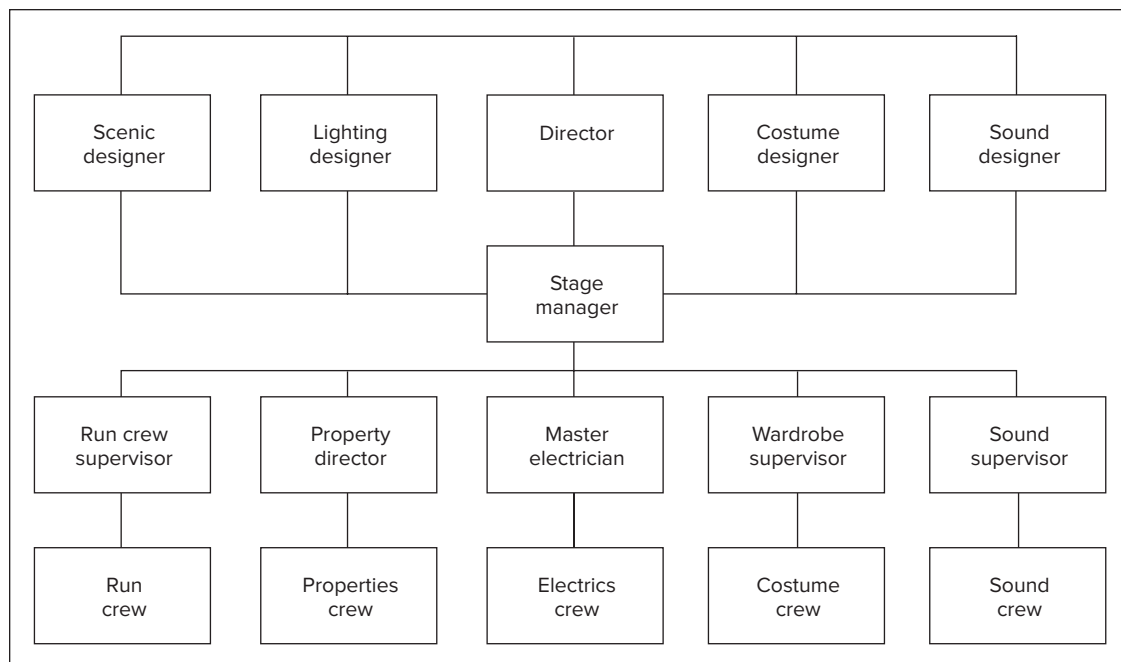 Scenic
designer
Lighting
designer
Director
Costume
designer
Sound
designer
Stage
manager
Run crew
supervisor
Property
director
Master
electrician
Wardrobe
supervisor
Sound
supervisor
Run
crew
Properties
crew
Electrics
crew
Costume
crew
Sound
crew